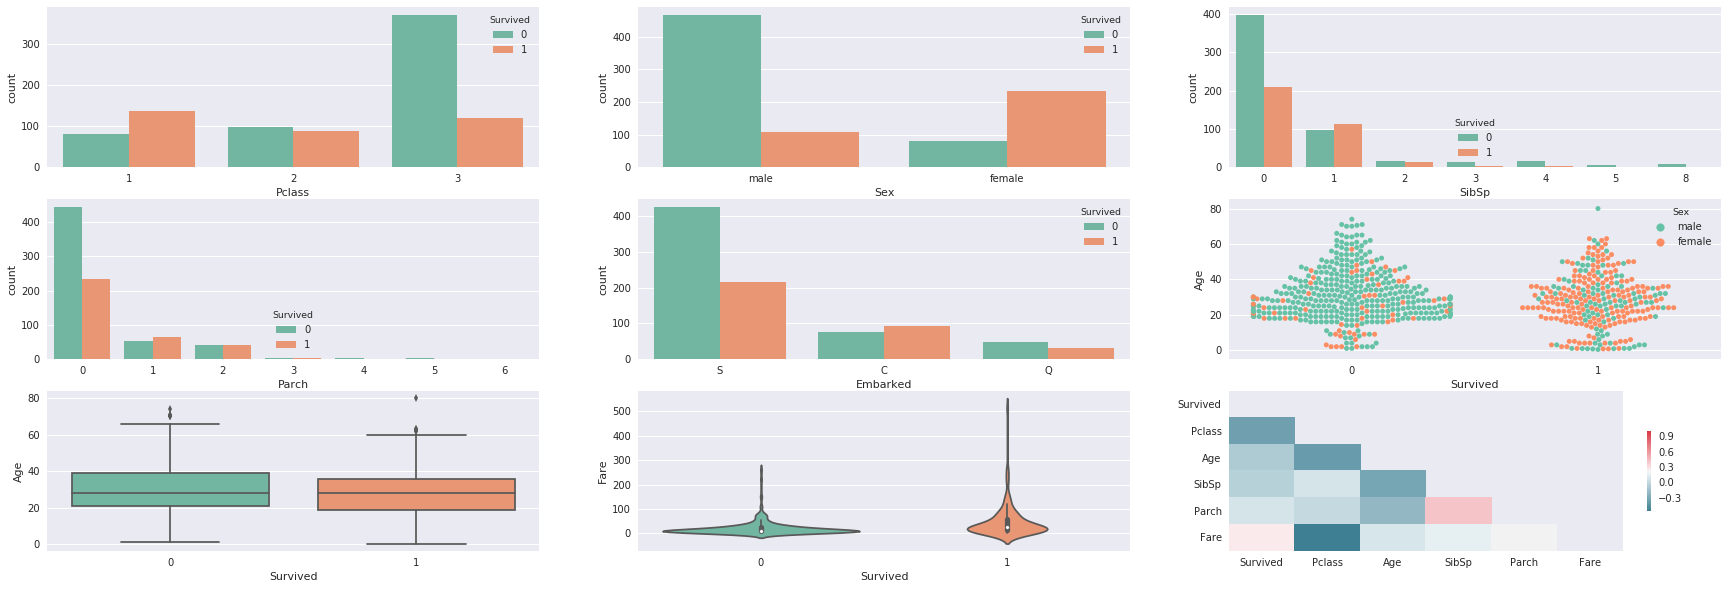 Survived
0
1
300
200
100
0
count
1 2 3
Pclass
Survived
0
1
400
300
200
100
0
count
male female
Sex
Survived
0
1
400
300
200
100
0
count
0 1 2 3 4 5 8
SibSp
Survived
0
1
400
300
200
100
0
count
0 1 2 3 4 5 6
Parch
Survived
0
1
400
300
200
100
0
count
S C Q
Embarked
Sex
male
female
80
60
40
20
0
Age
0 1
Survived
80
60
40
20
0
Age
0 1
Survived
500
400
300
200
100
0
Fare
0 1
Survived
Survived
Pclass
Age
SibSp
Parch
Fare
Survived Pclass Age SibSp Parch Fare
0.9
0.6
0.3
0.0
−0.3